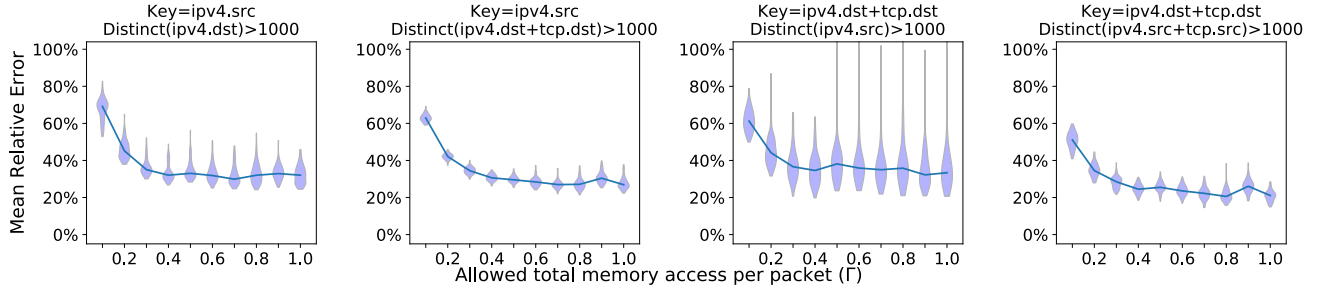 Key=ipv4.src
Distinct(ipv4.dst)>1000
Key=ipv4.src
Distinct(ipv4.dst+tcp.dst)>1000
Key=ipv4.dst+tcp.dst
Distinct(ipv4.src)>1000
Key=ipv4.dst+tcp.dst
Distinct(ipv4.src+tcp.src)>1000
Mean Relative Error
100%
80%
60%
40%
20%
0%
0.2 0.4 0.6 0.8 1.0
100%
80%
60%
40%
20%
0%
0.2 0.4 0.6 0.8 1.0
100%
80%
60%
40%
20%
0%
0.2 0.4 0.6 0.8 1.0
100%
80%
60%
40%
20%
0%
0.2 0.4 0.6 0.8 1.0
Allowed total memory access per packet (Γ)